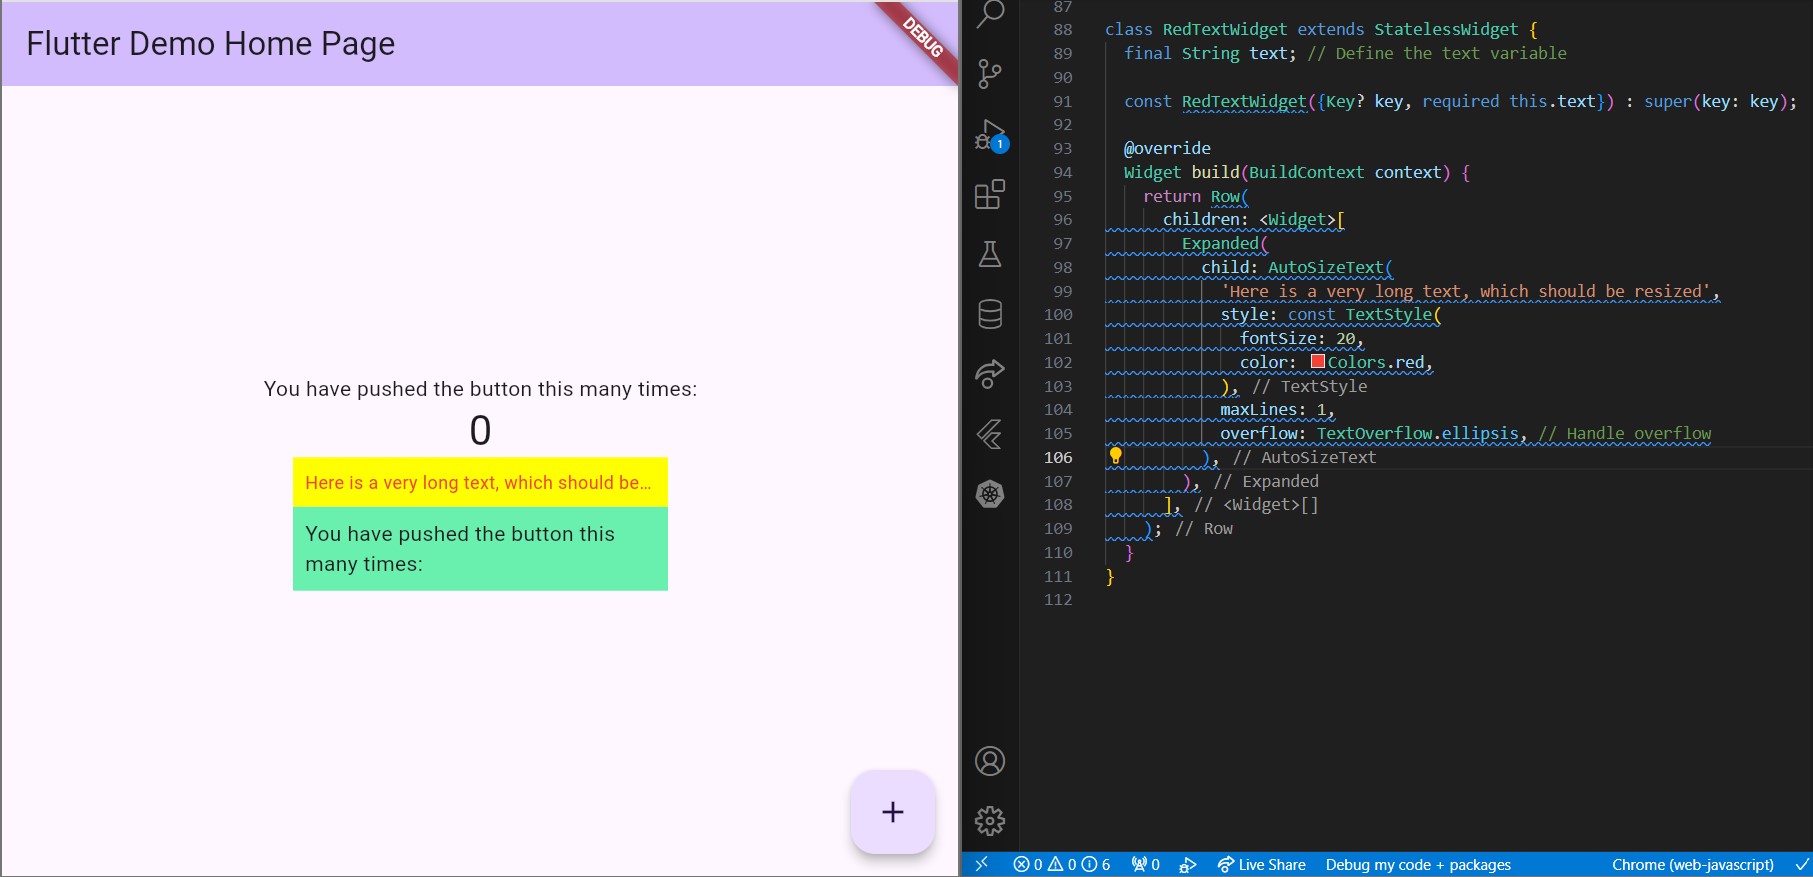 Flutter Demo Home Page
DEBUG
You have pushed the button this many times:
0
Here is a very long text, which should be…
You have pushed the button this
many times:
+
1
87
88 class RedTextWidget extends StatelessWidget {
89 final String text; // Define the text variable
90
91 const RedTextWidget({Key? key, required this.text}) : super(key: key);
92
93 @override
94 Widget build(BuildContext context) {
95 return Row(
96 children: <Widget>[
97 Expanded(
98 child: AutoSizeText(
99 'Here is a very long text, which should be resized',
100 style: const TextStyle(
101 fontSize: 20,
102 color: Colors.red,
103 ), // TextStyle
104 maxLines: 1,
105 overflow: TextOverflow.ellipsis, // Handle overflow
106 ), // AutoSizeText
107 ), // Expanded
108 ], // <Widget>[]
109 ); // Row
110 }
111 }
112
0 0 6 0 Live Share Debug my code + packages Chrome (web-javascript)